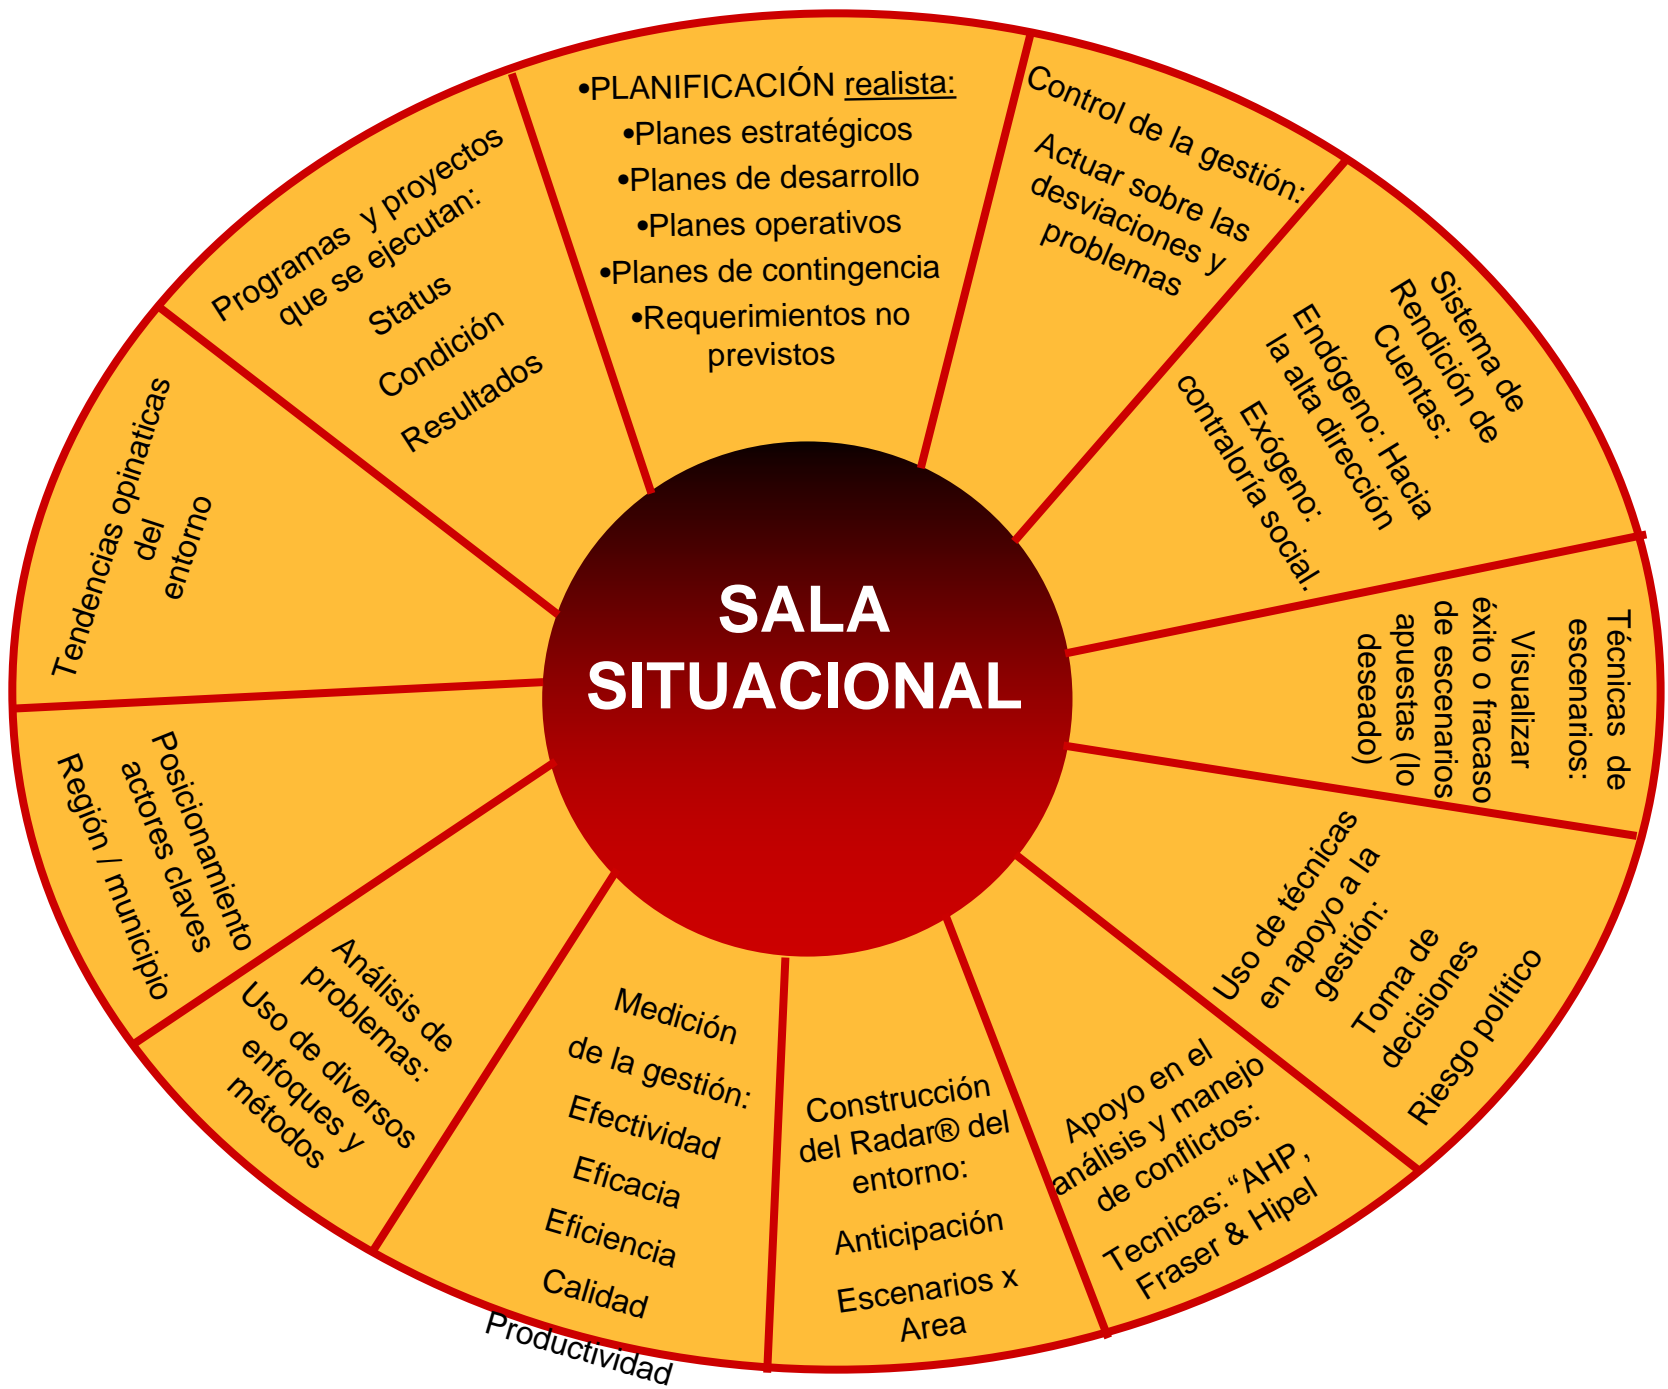 •PLANIFICACIÓN realista:
•Planes estratégicos
•Planes de desarrollo
•Planes operativos
•Planes de contingencia
•Requerimientos no
previstos
Control de la gestión:
Actuar sobre las
desviaciones y
problemas
Sistema de
Rendición de
Cuentas:
Endógeno: Hacia
la alta dirección
Exógeno:
contraloría social.
Técnicas de
escenarios:
Visualizar
éxito o fracaso
de escenarios
apuestas (lo
deseado)
Uso de técnicas
en apoyo a la
gestión:
Toma de
decisiones
Riesgo político
Apoyo en el
análisis y manejo
de conflictos:
Tecnicas: “AHP,
Fraser & Hipel
Construcción
del Radar® del
entorno:
Anticipación
Escenarios x
Area
Medición
de la gestión:
Efectividad
Eficacia
Eficiencia
Calidad
Productividad
Análisis de
problemas:
Uso de diversos
enfoques y
métodos
Posicionamiento
actores claves
Región / municipio
Tendencias opinaticas
del
entorno
Programas y proyectos
que se ejecutan:
Status
Condición
Resultados
SALA
SITUACIONAL